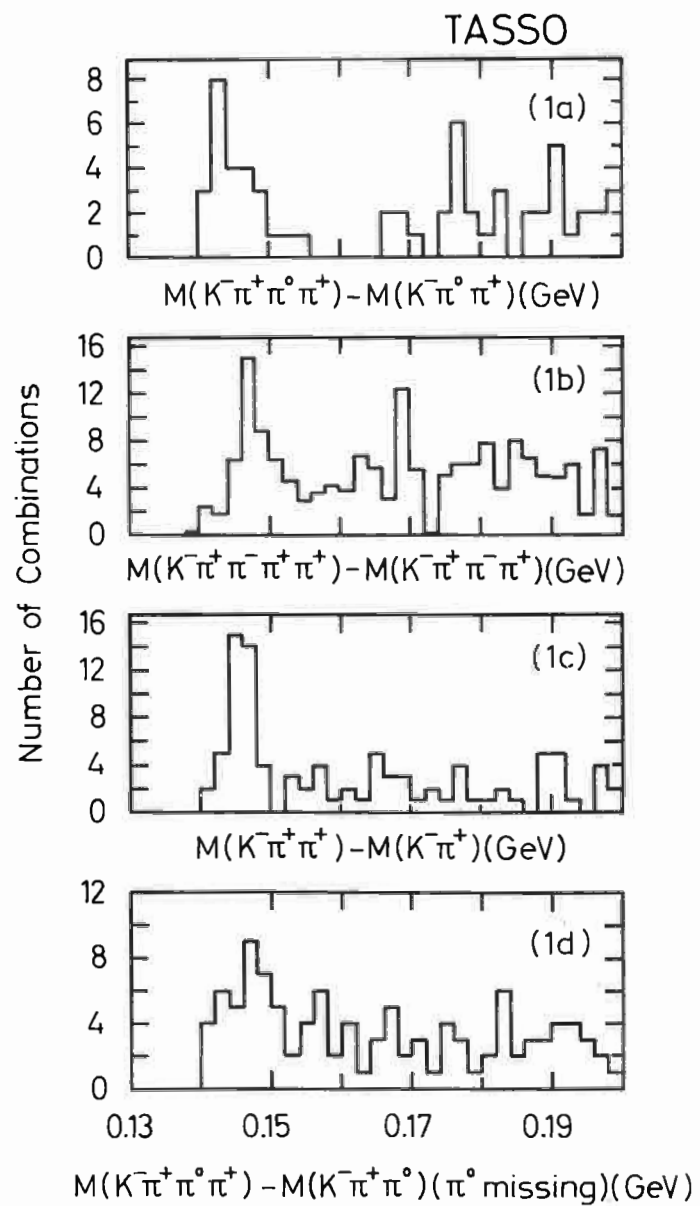 TASSO
8
(1a)
6
4
2
0
M(K⁻π⁺π°π⁺)-M(K⁻π°π⁺)(GeV)
16
(1b)
12
8
4
0
M(K⁻π⁺π⁻π⁺π⁺)-M(K⁻π⁺π⁻π⁺)(GeV)
Number of Combinations
16
(1c)
12
8
4
0
M(K⁻π⁺π⁺)-M(K⁻π⁺)(GeV)
12
(1d)
8
4
0
0.13 0.15 0.17 0.19
M(K⁻π⁺π°π⁺)-M(K⁻π⁺π°)(π° missing)(GeV)